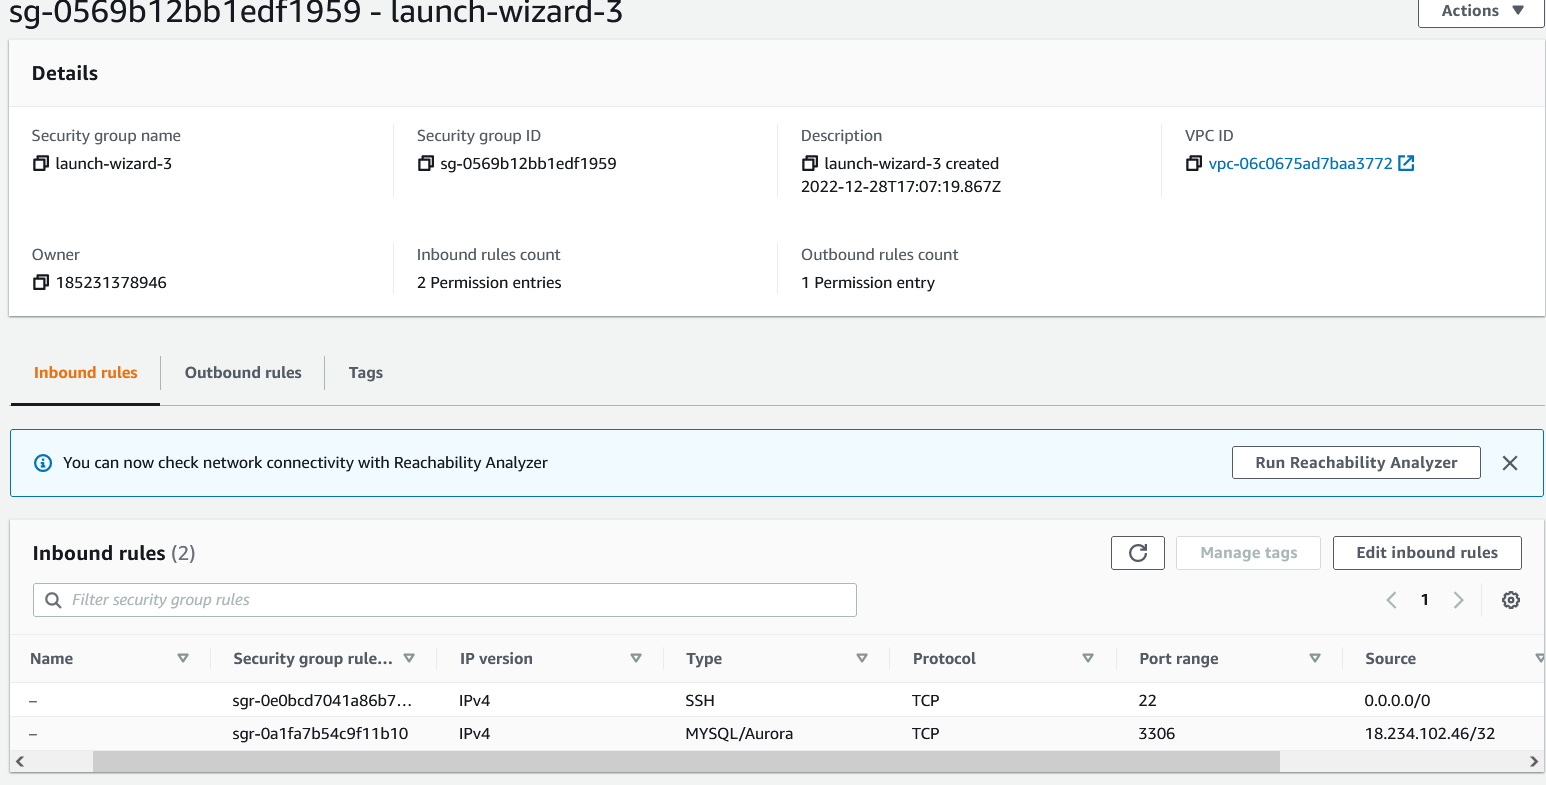 sg-0569b12bb1edf1959 - launch-wizard-3
Actions
Details
Security group name
launch-wizard-3
Security group ID
sg-0569b12bb1edf1959
Description
launch-wizard-3 created
2022-12-28T17:07:19.867Z
VPC ID
vpc-06c0675ad7baa3772
Owner
185231378946
Inbound rules count
2 Permission entries
Outbound rules count
1 Permission entry
Inbound rules Outbound rules Tags
You can now check network connectivity with Reachability Analyzer
Run Reachability Analyzer
Inbound rules (2)
Manage tags
Edit inbound rules
Filter security group rules
1
Name Security group rule... IP version Type Protocol Port range Source
– sgr-0e0bcd7041a86b7... IPv4 SSH TCP 22 0.0.0.0/0
– sgr-0a1fa7b54c9f11b10 IPv4 MYSQL/Aurora TCP 3306 18.234.102.46/32